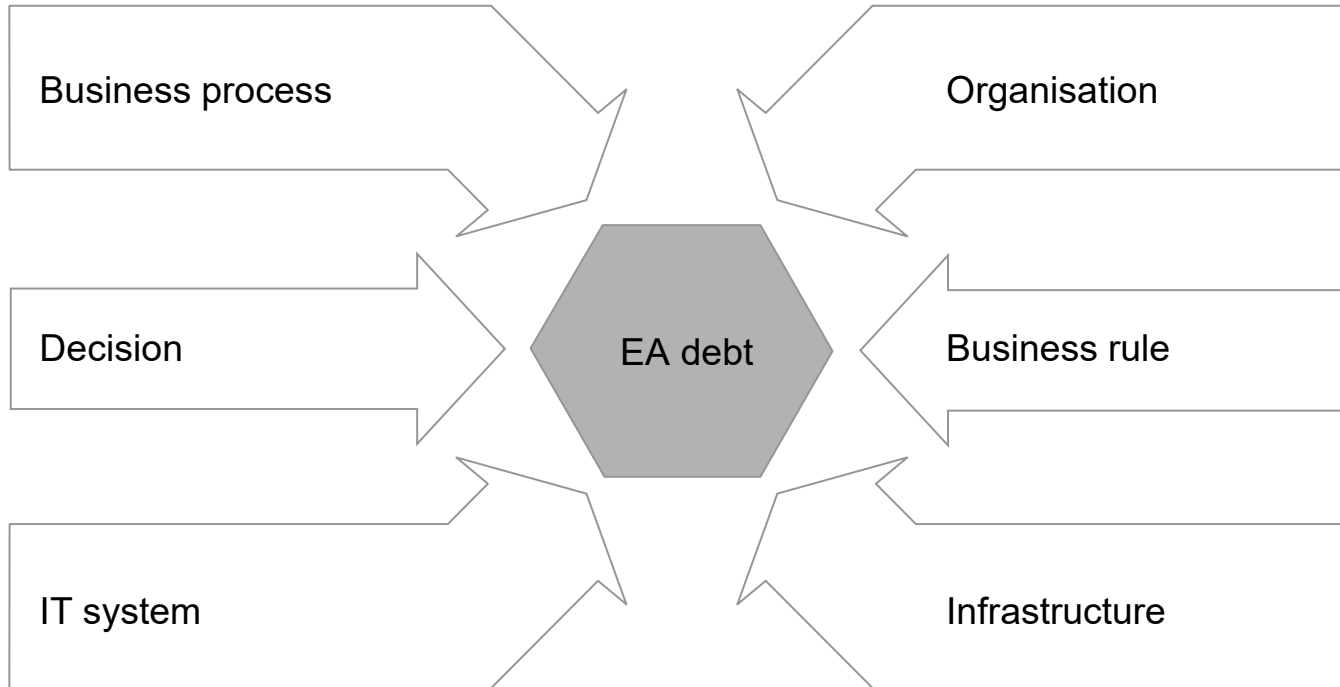 Business process
Organisation
Decision
EA debt
Business rule
IT system
Infrastructure